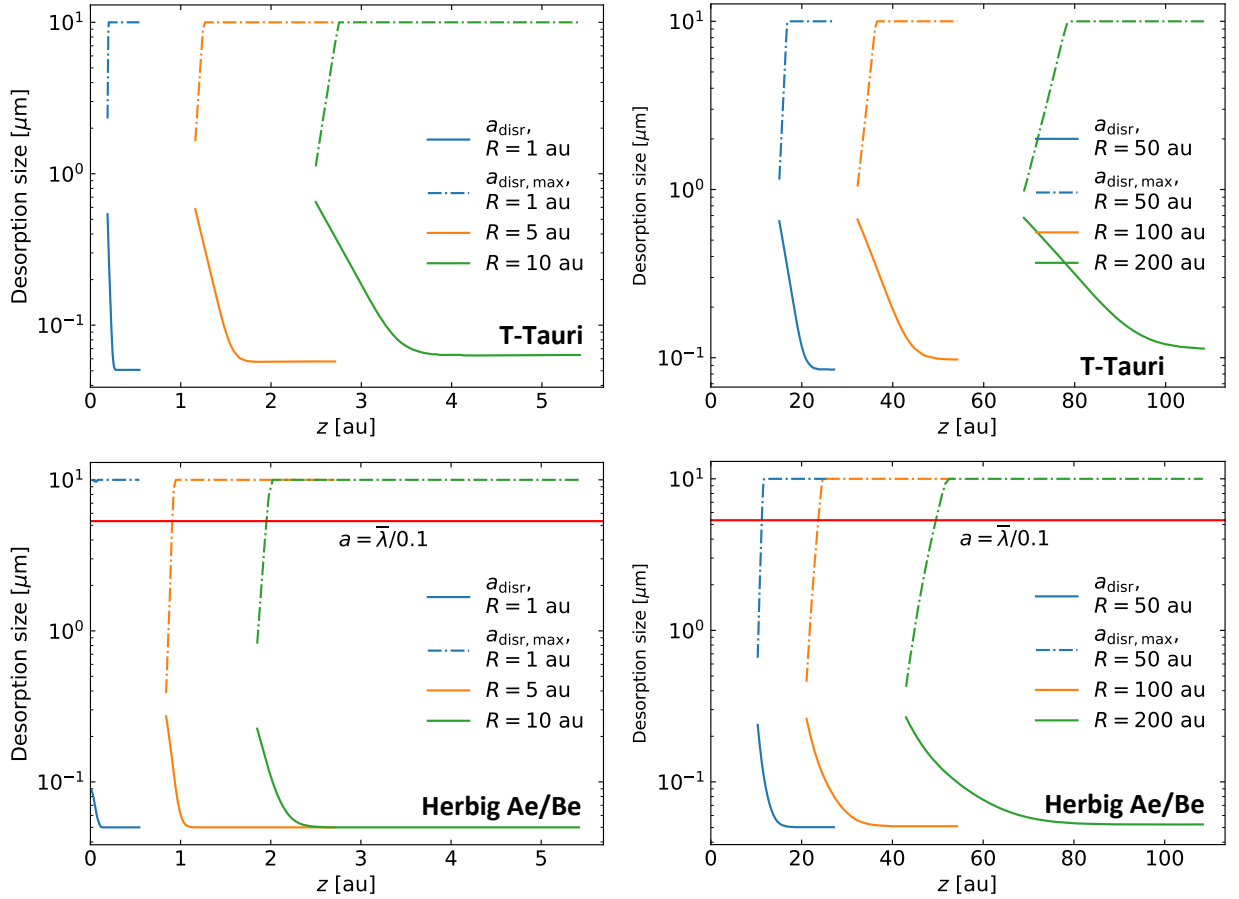 Desorption size [μm]
10¹
10⁰
10⁻¹
a_disr,
R = 1 au
a_disr, max,
R = 1 au
R = 5 au
R = 10 au
T-Tauri
0 1 2 3 4 5
z [au]
Desorption size [μm]
10¹
10⁰
10⁻¹
a_disr,
R = 50 au
a_disr, max,
R = 50 au
R = 100 au
R = 200 au
T-Tauri
0 20 40 60 80 100
z [au]
Desorption size [μm]
10¹
10⁰
10⁻¹
a = λ̅/0.1
a_disr,
R = 1 au
a_disr, max,
R = 1 au
R = 5 au
R = 10 au
Herbig Ae/Be
0 1 2 3 4 5
z [au]
Desorption size [μm]
10¹
10⁰
10⁻¹
a = λ̅/0.1
a_disr,
R = 50 au
a_disr, max,
R = 50 au
R = 100 au
R = 200 au
Herbig Ae/Be
0 20 40 60 80 100
z [au]